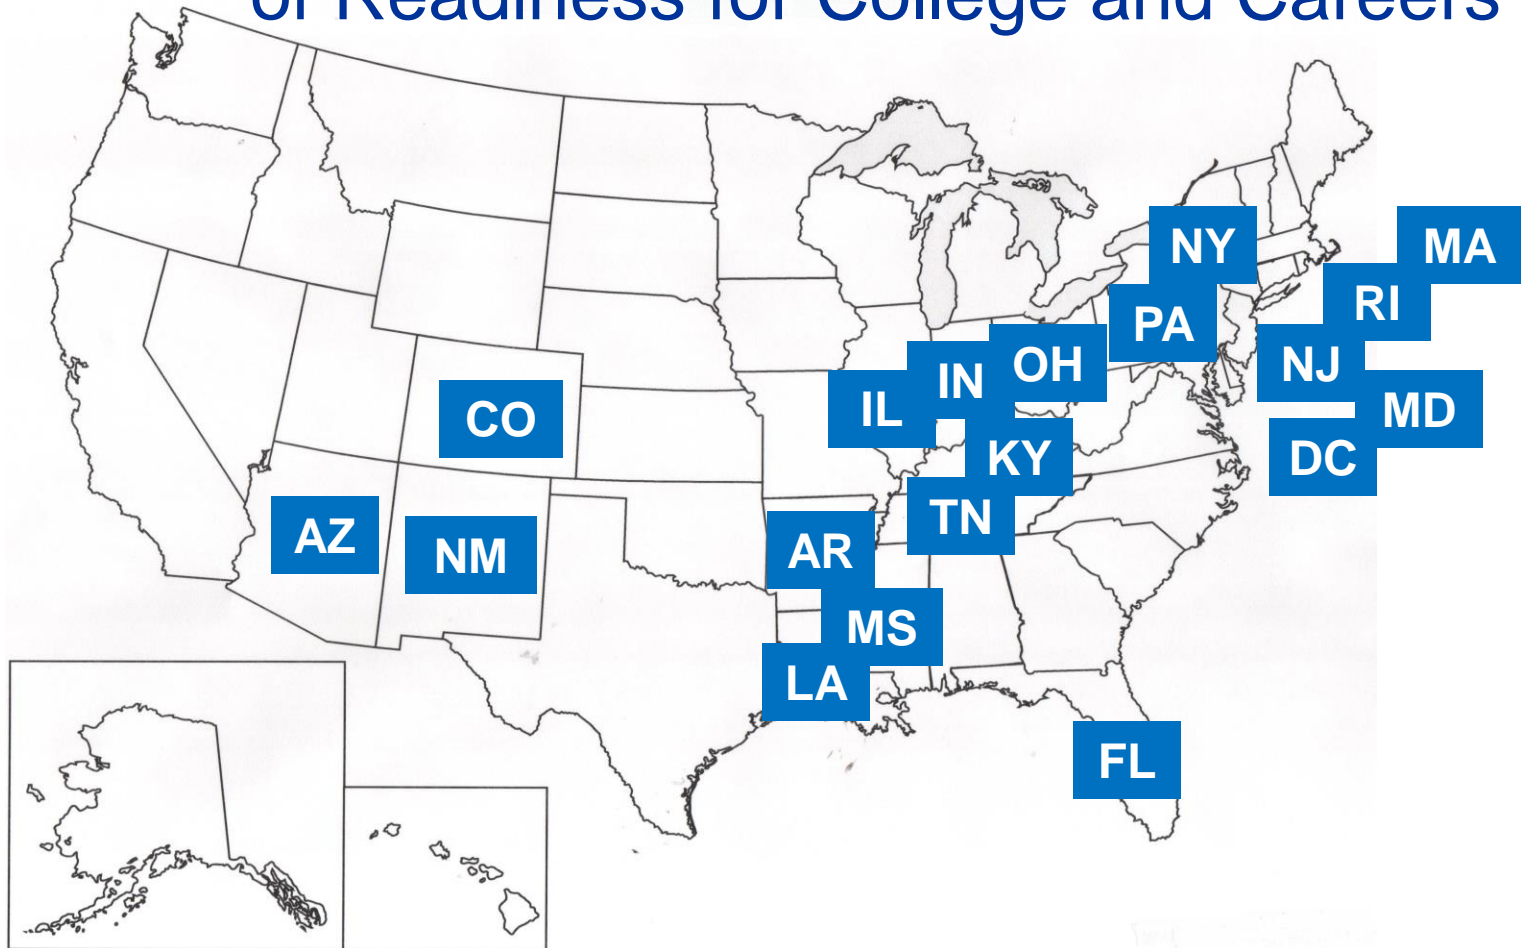 of Readiness for College and Careers
NY
MA
RI
PA
NJ
OH
IN
IL
MD
CO
KY
DC
TN
AZ
AR
NM
MS
LA
FL